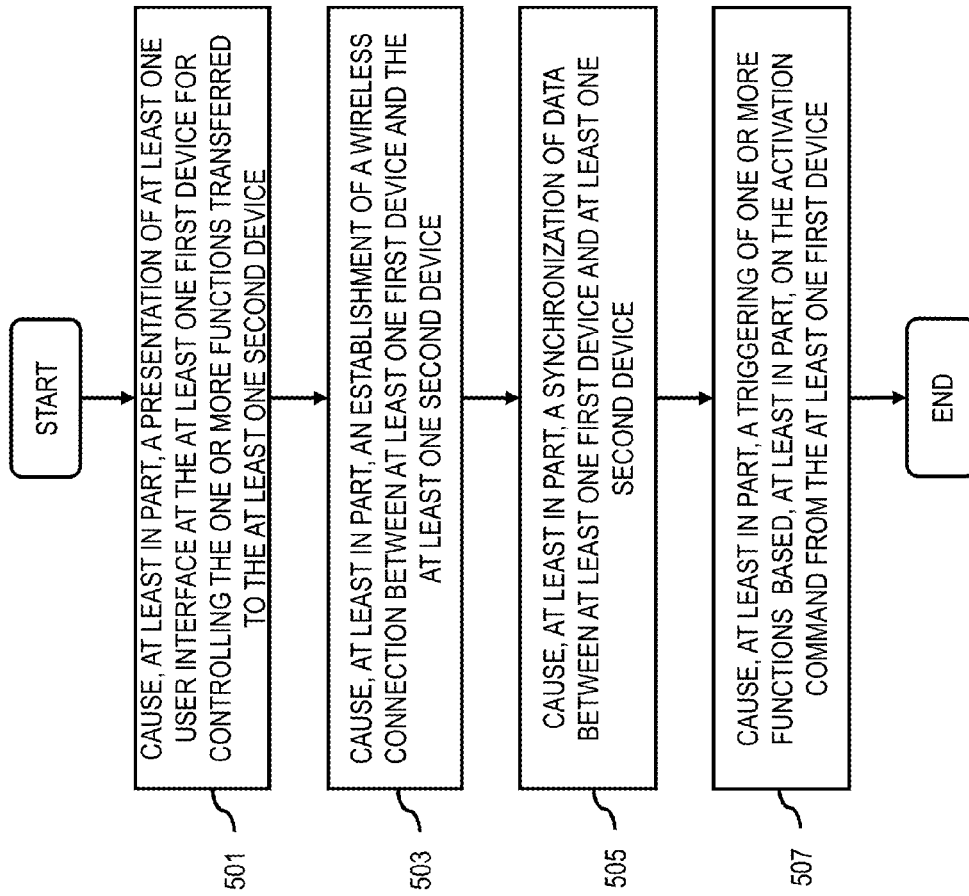 START
CAUSE, AT LEAST IN PART, A PRESENTATION OF AT LEAST ONE
USER INTERFACE AT THE AT LEAST ONE FIRST DEVICE FOR
CONTROLLING THE ONE OR MORE FUNCTIONS TRANSFERRED
TO THE AT LEAST ONE SECOND DEVICE
501
CAUSE, AT LEAST IN PART, AN ESTABLISHMENT OF A WIRELESS
CONNECTION BETWEEN AT LEAST ONE FIRST DEVICE AND THE
AT LEAST ONE SECOND DEVICE
503
CAUSE, AT LEAST IN PART, A SYNCHRONIZATION OF DATA
BETWEEN AT LEAST ONE FIRST DEVICE AND AT LEAST ONE
SECOND DEVICE
505
CAUSE, AT LEAST IN PART, A TRIGGERING OF ONE OR MORE
FUNCTIONS BASED, AT LEAST IN PART, ON THE ACTIVATION
COMMAND FROM THE AT LEAST ONE FIRST DEVICE
507
END